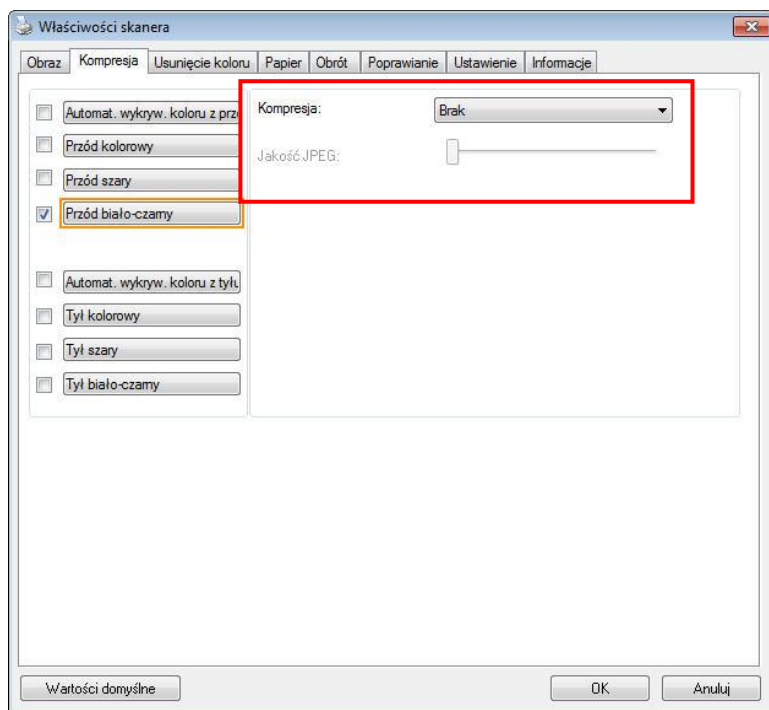 Właściwości skanera
Obraz Kompresja Usunięcie koloru Papier Obrót Poprawianie Ustawienie Informacje
Automat. wykryw. koloru z prz
Kompresja: Brak
Przód kolorowy
Jakość JPEG:
Przód szary
Przód biało-czarny
Automat. wykryw. koloru z tyłu
Tył kolorowy
Tył szary
Tył biało-czarny
Wartości domyślne OK Anuluj